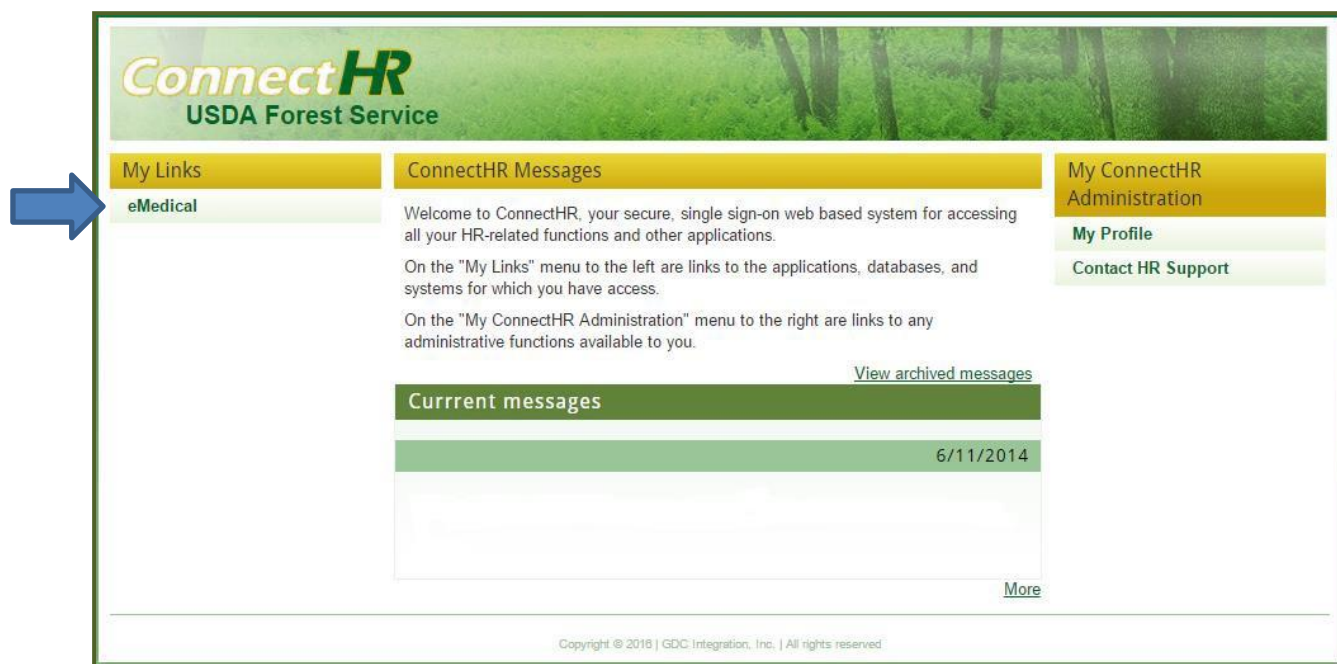 ConnectHR
USDA Forest Service
My Links
eMedical
ConnectHR Messages
Welcome to ConnectHR, your secure, single sign-on web based system for accessing
all your HR-related functions and other applications.
On the "My Links" menu to the left are links to the applications, databases, and
systems for which you have access.
On the "My ConnectHR Administration" menu to the right are links to any
administrative functions available to you.
View archived messages
Currrent messages
6/11/2014
More
My ConnectHR
Administration
My Profile
Contact HR Support
Copyright © 2016 | GDC Integration, Inc. | All rights reserved